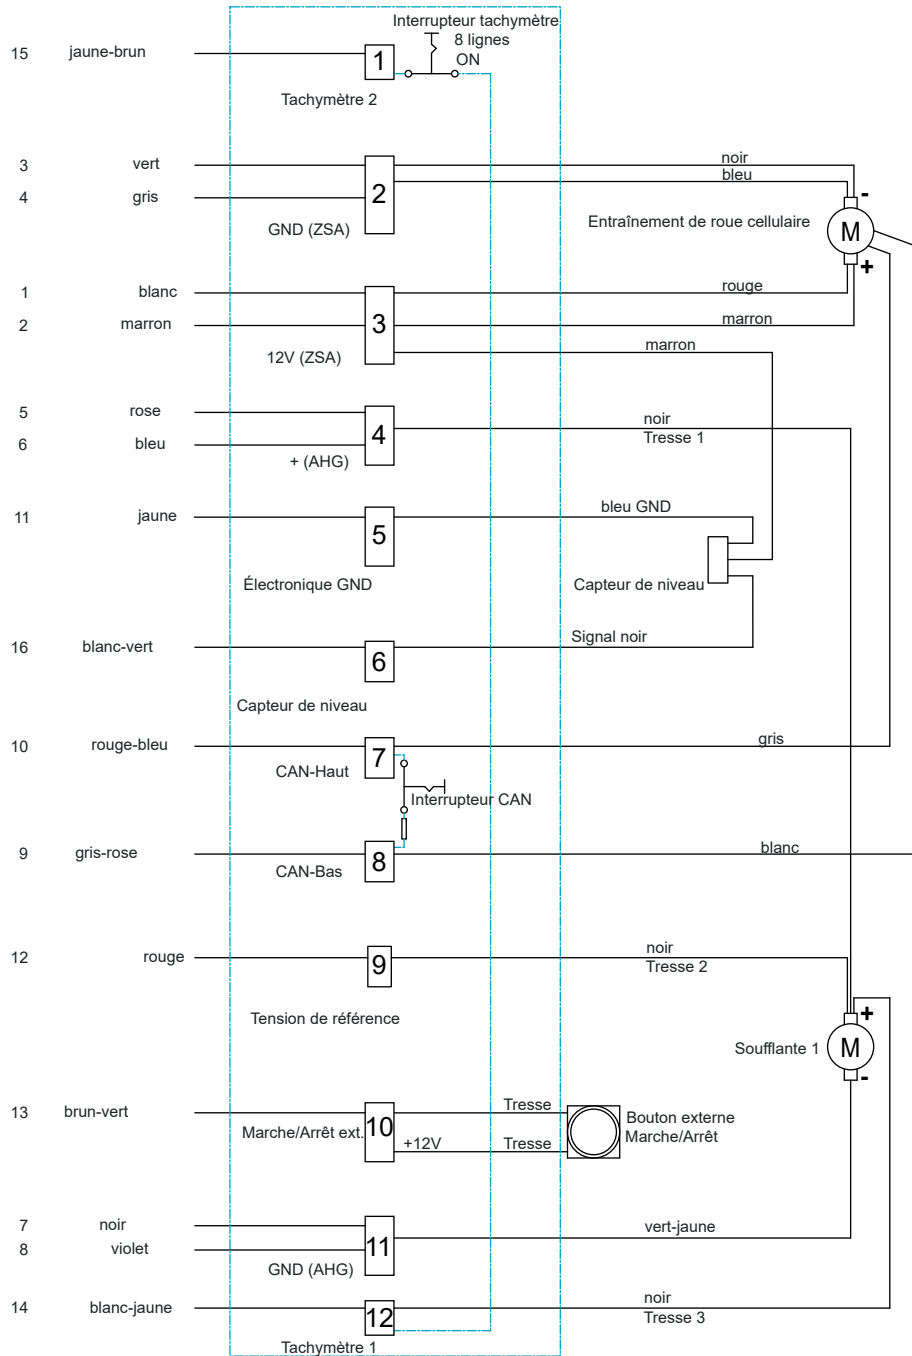 Interrupteur tachymètre
8 lignes
ON
15 jaune-brun 1
Tachymètre 2
3 vert noir
bleu
4 gris 2 -
GND (ZSA) Entraînement de roue cellulaire M
+
1 blanc rouge
2 marron 3 marron
12V (ZSA) marron
5 rose noir
6 bleu 4 Tresse 1
+ (AHG)
11 jaune bleu GND
5
Électronique GND Capteur de niveau
16 blanc-vert Signal noir
6
Capteur de niveau
10 rouge-bleu gris
7
CAN-Haut
Interrupteur CAN
9 gris-rose blanc
8
CAN-Bas
12 rouge noir
9 Tresse 2
Tension de référence
+
Soufflante 1 M
-
13 brun-vert Tresse Bouton externe
Marche/Arrêt ext. 10 Marche/Arrêt
+12V Tresse
7 noir vert-jaune
8 violet 11
GND (AHG)
14 blanc-jaune noir
12 Tresse 3
Tachymètre 1